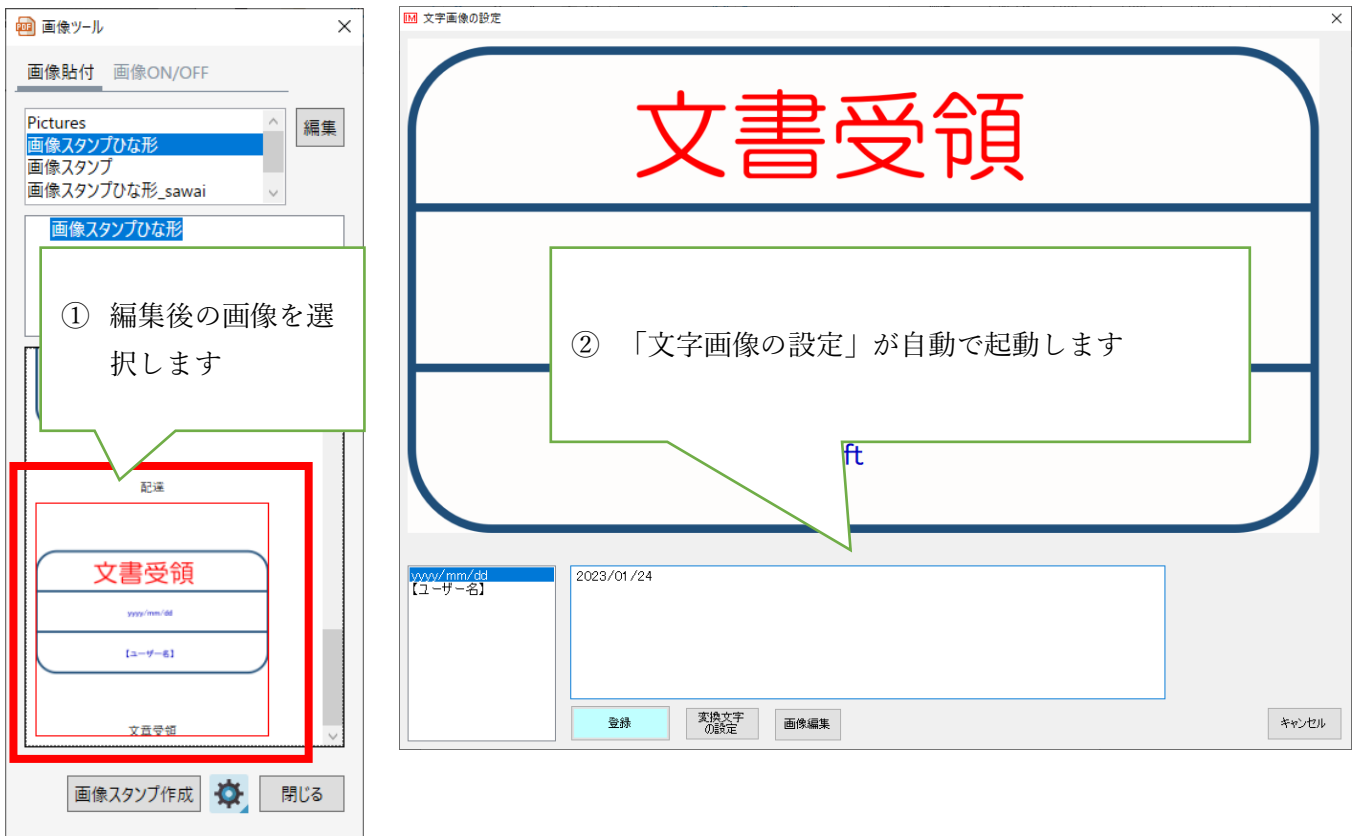 画像ツール
画像貼付 画像ON/OFF
Pictures
画像スタンプひな形
画像スタンプ
画像スタンプひな形_sawai
編集
画像スタンプひな形
① 編集後の画像を選
択します
配達
文書受領
yyyy/mm/dd
【ユーザー名】
文章受領
画像スタンプ作成
閉じる
IM 文字画像の設定
文書受領
② 「文字画像の設定」が自動で起動します
ft
yyyy/mm/dd
【ユーザー名】
2023/01/24
登録
変換文字
の設定
画像編集
キャンセル